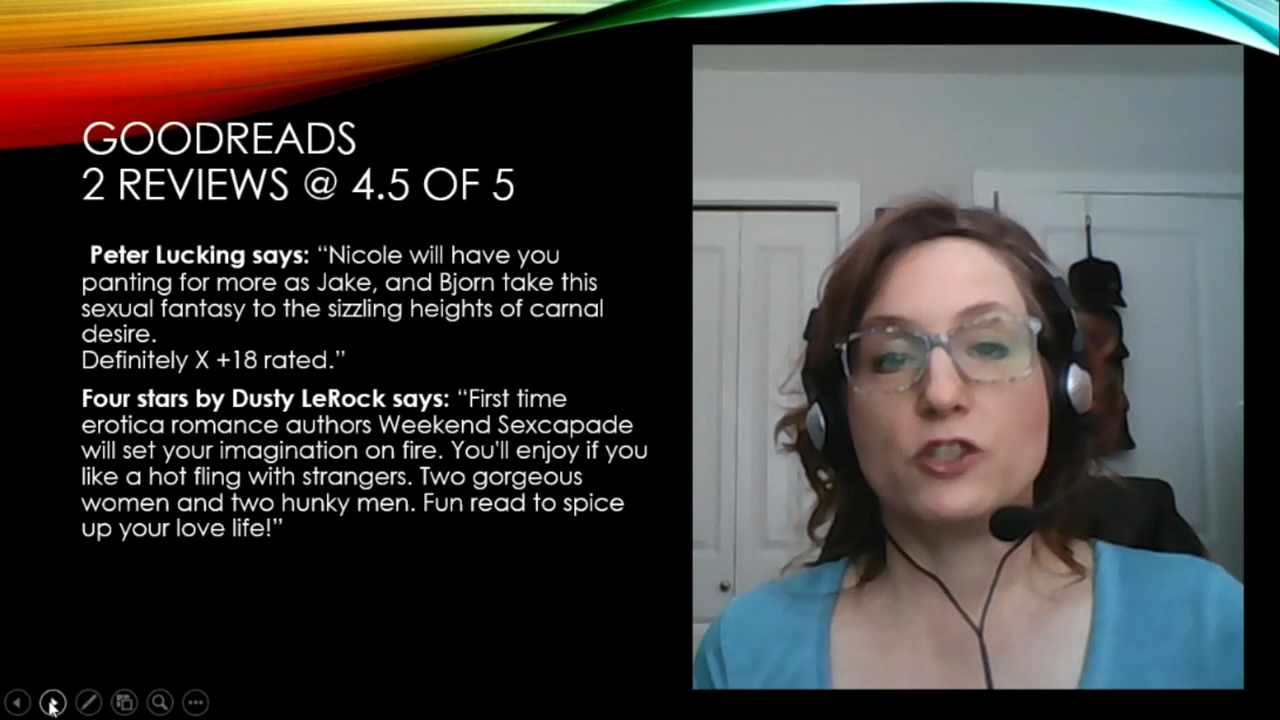 GOODREADS
2 REVIEWS @ 4.5 OF 5
Peter Lucking says: “Nicole will have you
panting for more as Jake, and Bjorn take this
sexual fantasy to the sizzling heights of carnal
desire.
Definitely X +18 rated.”
Four stars by Dusty LeRock says: “First time
erotica romance authors Weekend Sexcapade
will set your imagination on fire. You'll enjoy if you
like a hot fling with strangers. Two gorgeous
women and two hunky men. Fun read to spice
up your love life!”